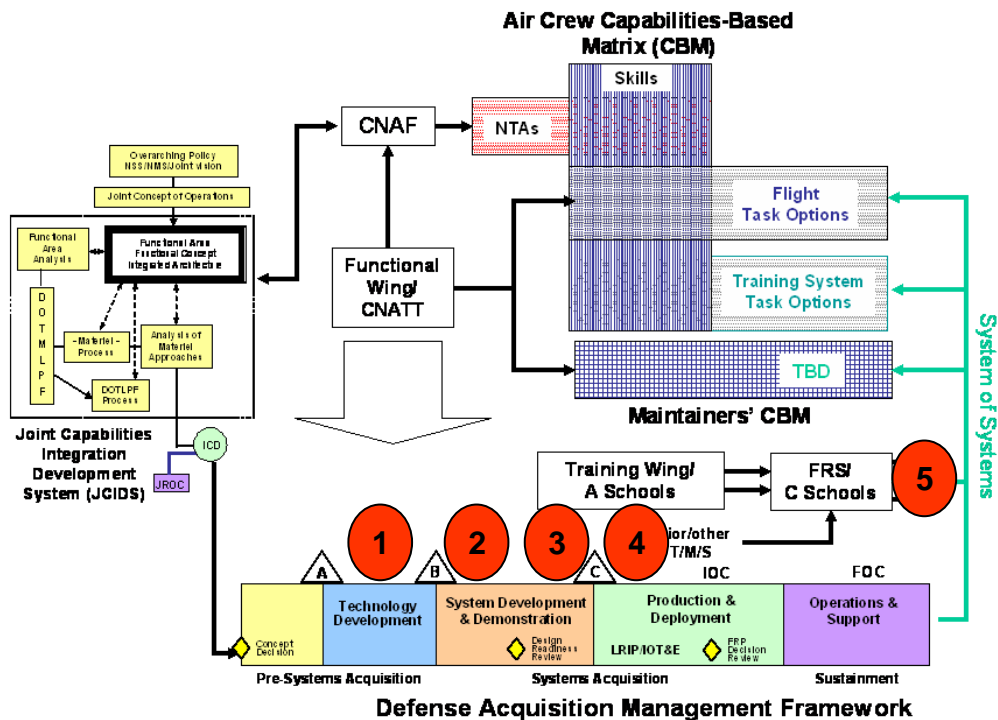 Air Crew Capabilities-Based
Matrix (CBM)
Skills
CNAF
NTAs
Overarching Policy
NSS/NMS/Joint vision
Joint Concept of Operations
Flight
Task Options
Functional
Area
Analysis
Functional Area
Functional Concept
Integrated Architecture
Functional
Wing/
CNATT
Training System
Task Options
D
O
T
M
L
P
F
-Materiel -
Process
Analysis of
Materiel
Approaches
DOTLPF
Process
TBD
Maintainers' CBM
System of Systems
Joint Capabilities
Integration
Development
System (JCIDS)
ICD
JROC
Training Wing/
A Schools
FRS/
C Schools
5
1
2
3
4
ior/other
T/M/S
A
B
C
IOC
FOC
Technology
Development
System Development
& Demonstration
Production &
Deployment
Operations &
Support
Concept
Decision
Design
Readiness
Review
LRIP/IOT&E
FRP
Decision
Review
Pre-Systems Acquisition
Systems Acquisition
Sustainment
Defense Acquisition Management Framework